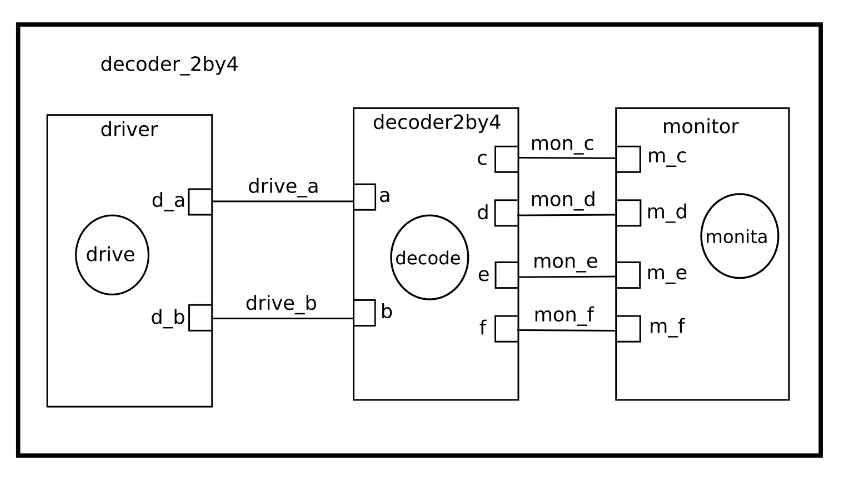 decoder_2by4
driver
d_a
drive
d_b
drive_a
drive_b
decoder2by4
a
b
decode
c
d
e
f
mon_c
mon_d
mon_e
mon_f
monitor
m_c
m_d
m_e
m_f
monita